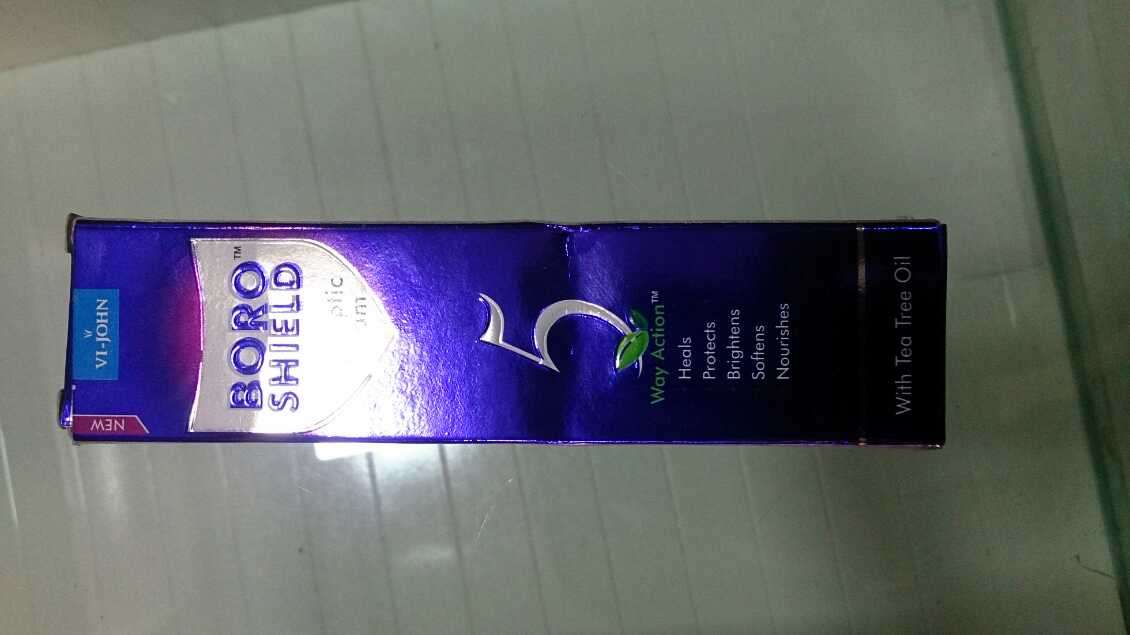 NEW
VI-JOHN
BORO™
SHIELD
5
Way Action™
Heals
Protects
Brightens
Softens
Nourishes
With Tea Tree Oil